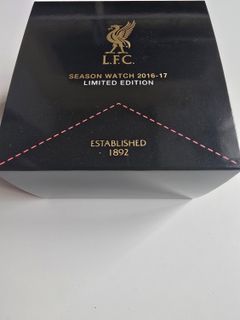 L.F.C.
SEASON WATCH 2016-17
LIMITED EDITION
ESTABLISHED
1892